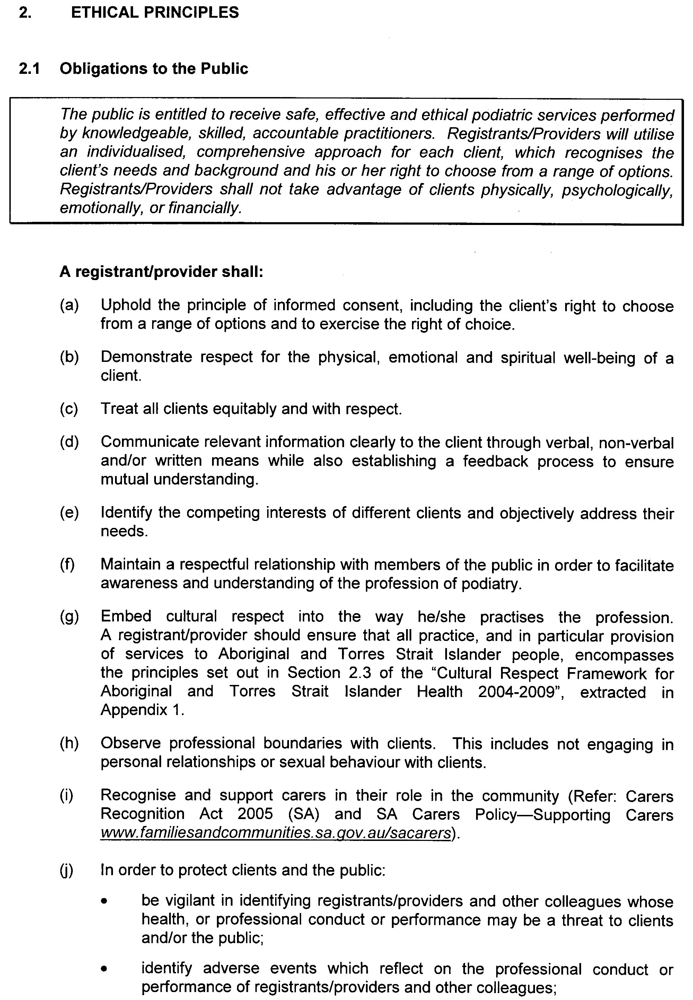 2. ETHICAL PRINCIPLES
2.1 Obligations to the Public
The public is entitled to receive safe, effective and ethical podiatric services performed
by knowledgeable, skilled, accountable practitioners. Registrants/Providers will utilise
an individualised, comprehensive approach for each client, which recognises the
client's needs and background and his or her right to choose from a range of options.
Registrants/Providers shall not take advantage of clients physically, psychologically,
emotionally, or financially.
A registrant/provider shall:
(a) Uphold the principle of informed consent, including the client's right to choose
from a range of options and to exercise the right of choice.
(b) Demonstrate respect for the physical, emotional and spiritual well-being of a
client.
(c) Treat all clients equitably and with respect.
(d) Communicate relevant information clearly to the client through verbal, non-verbal
and/or written means while also establishing a feedback process to ensure
mutual understanding.
(e) Identify the competing interests of different clients and objectively address their
needs.
(f) Maintain a respectful relationship with members of the public in order to facilitate
awareness and understanding of the profession of podiatry.
(g) Embed cultural respect into the way he/she practises the profession.
A registrant/provider should ensure that all practice, and in particular provision
of services to Aboriginal and Torres Strait Islander people, encompasses
the principles set out in Section 2.3 of the "Cultural Respect Framework for
Aboriginal and Torres Strait Islander Health 2004-2009", extracted in
Appendix 1.
(h) Observe professional boundaries with clients. This includes not engaging in
personal relationships or sexual behaviour with clients.
(i) Recognise and support carers in their role in the community (Refer: Carers
Recognition Act 2005 (SA) and SA Carers Policy—Supporting Carers
www.familiesandcommunities.sa.gov.au/sacarers).
(j) In order to protect clients and the public:
• be vigilant in identifying registrants/providers and other colleagues whose
health, or professional conduct or performance may be a threat to clients
and/or the public;
• identify adverse events which reflect on the professional conduct or
performance of registrants/providers and other colleagues;